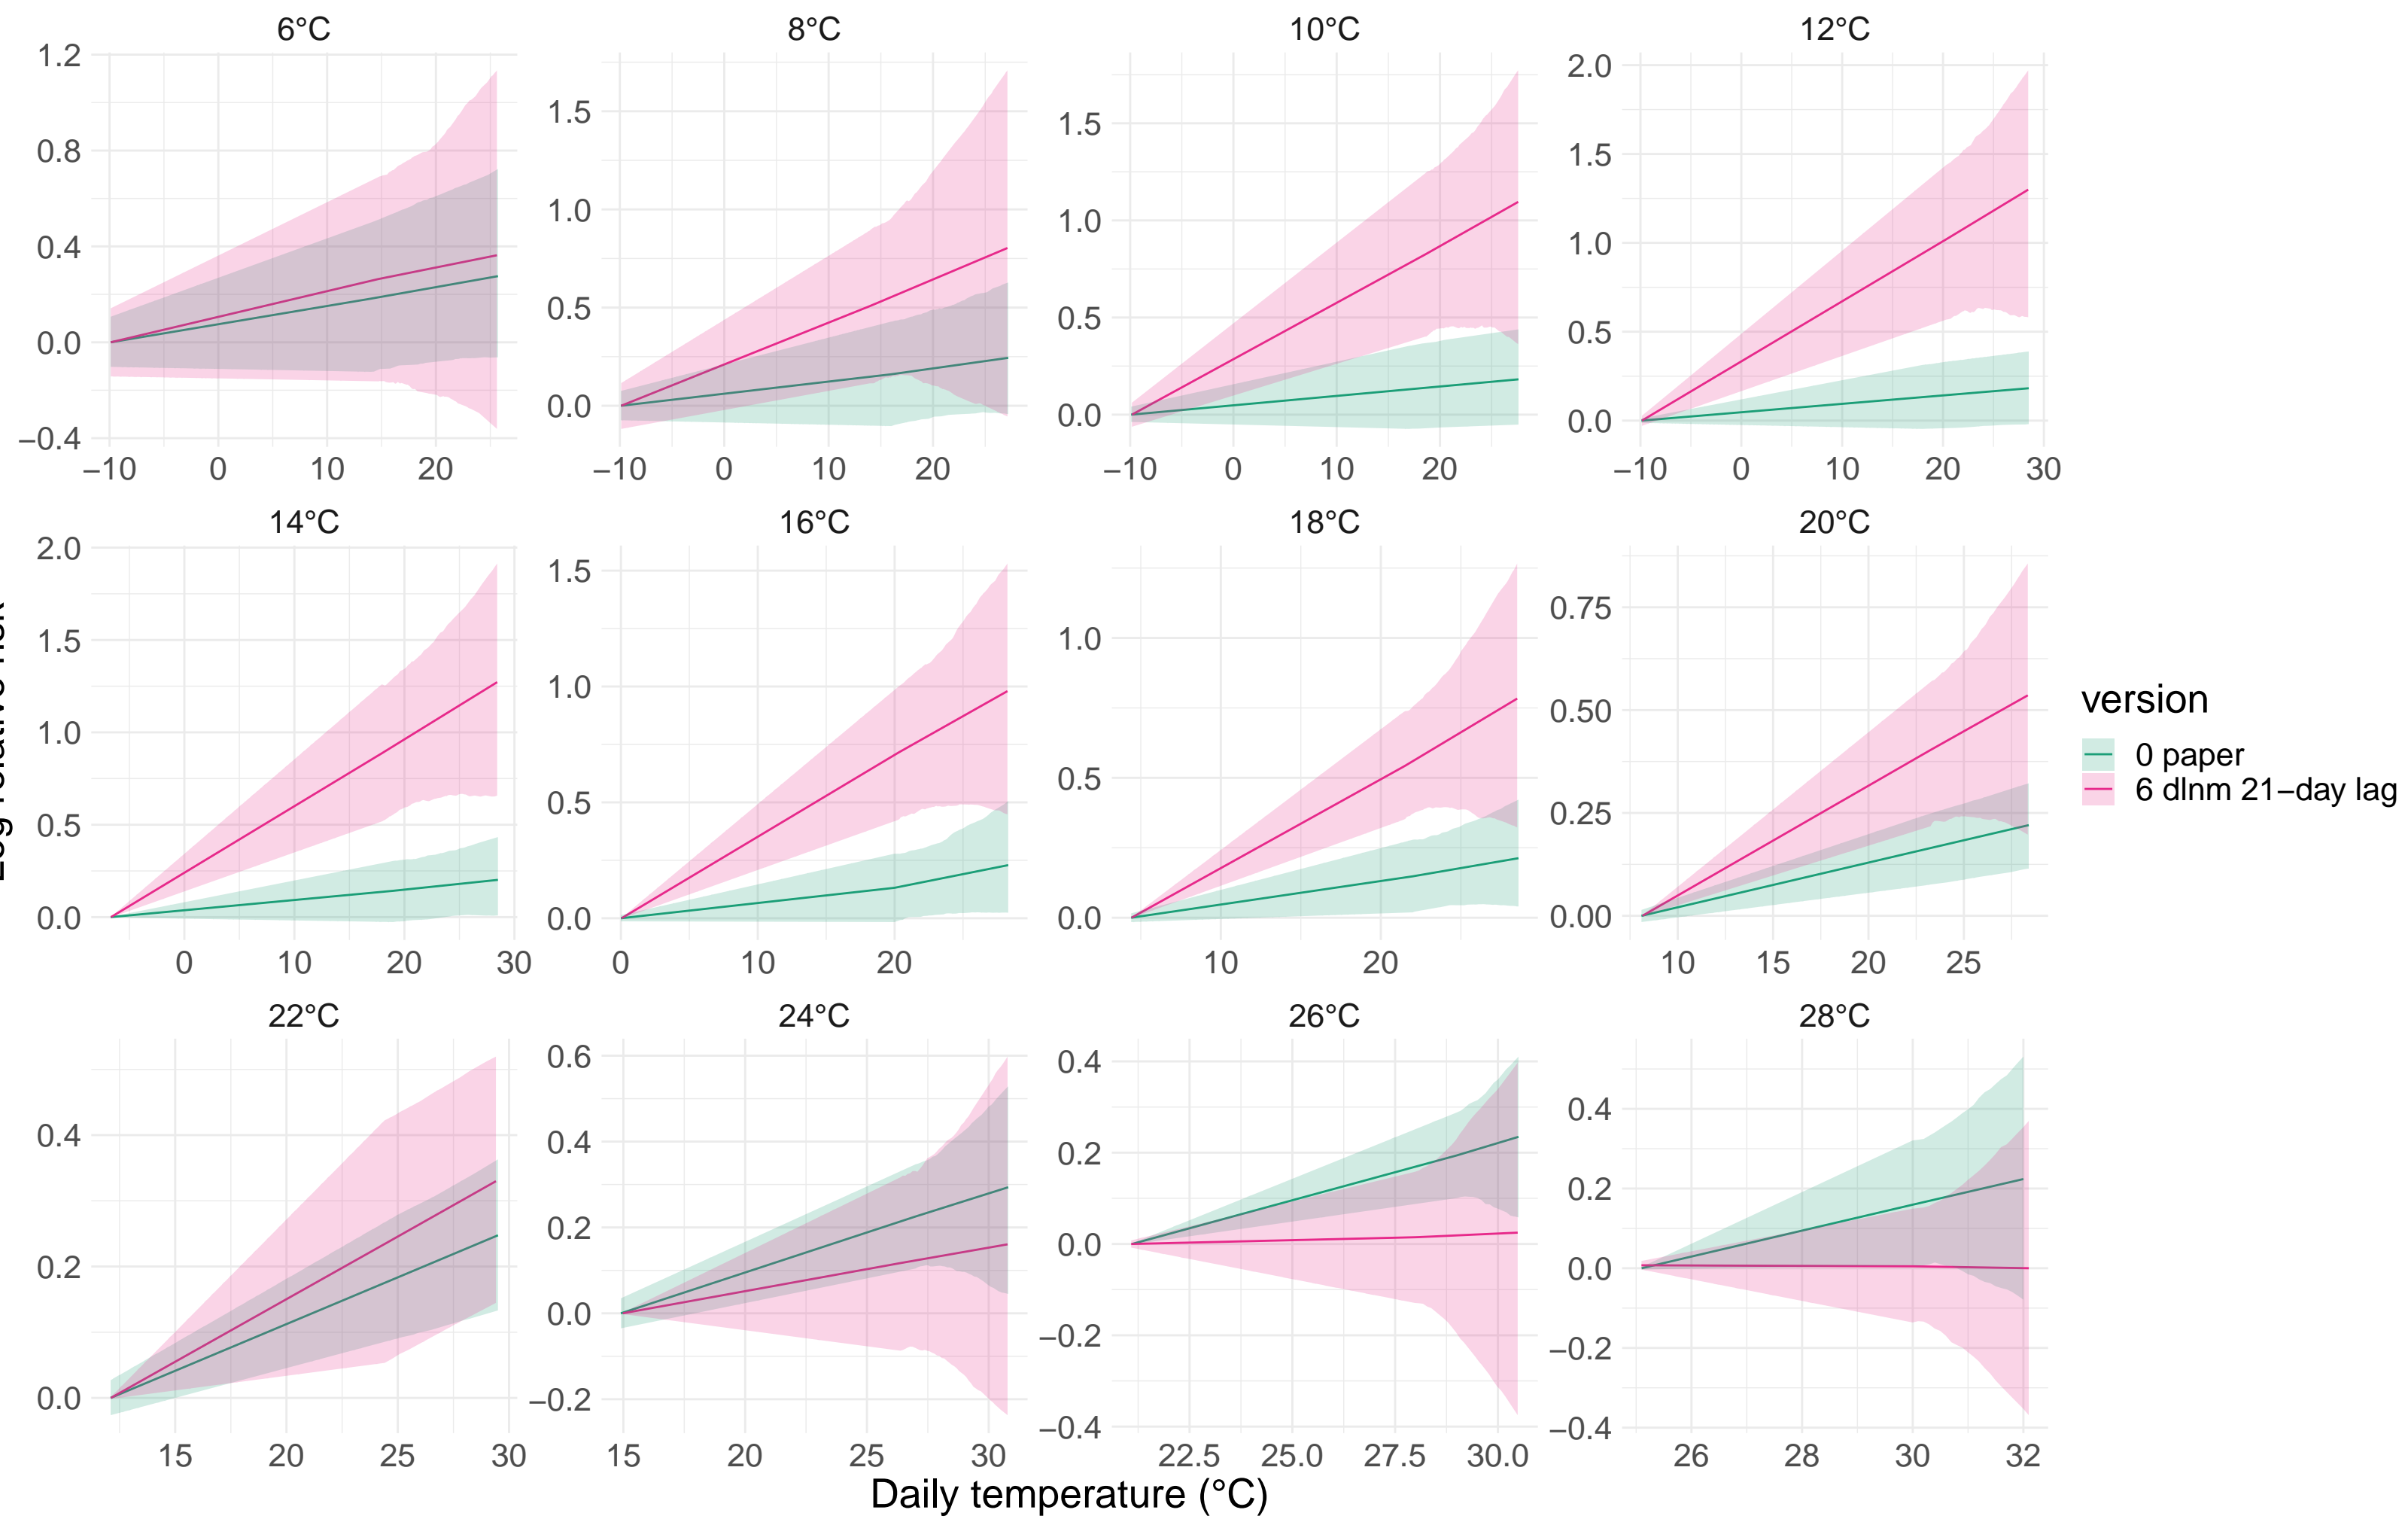 6°C 8°C 10°C 12°C
1.2 0.8 0.4 0.0 −0.4
−10 0 10 20
1.5 1.0 0.5 0.0
−10 0 10 20
1.5 1.0 0.5 0.0
−10 0 10 20
2.0 1.5 1.0 0.5 0.0
−10 0 10 20 30
14°C 16°C 18°C 20°C
2.0 1.5 1.0 0.5 0.0
0 10 20 30
1.5 1.0 0.5 0.0
0 10 20
1.0 0.5 0.0
10 20
0.75 0.50 0.25 0.00
10 15 20 25
22°C 24°C 26°C 28°C
0.4 0.2 0.0
15 20 25 30
0.6 0.4 0.2 0.0 −0.2
15 20 25 30
0.4 0.2 0.0 −0.2 −0.4
22.5 25.0 27.5 30.0
0.4 0.2 0.0 −0.2 −0.4
26 28 30 32
Daily temperature (°C)
version
0 paper
6 dlnm 21−day lag